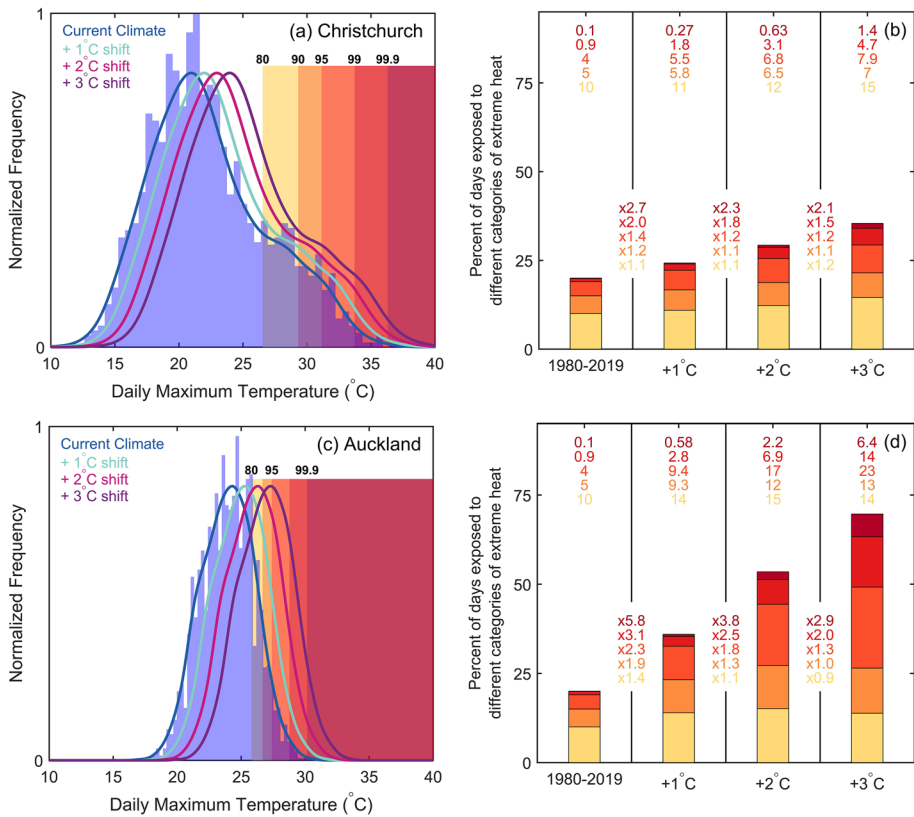 (a) Christchurch
Current Climate
+ 1°C shift
+ 2°C shift
+ 3°C shift
80 90 95 99 99.9
1
0
Normalized Frequency
10 15 20 25 30 35 40
Daily Maximum Temperature (°C)
(b)
0.1 0.27 0.63 1.4
0.9 1.8 3.1 4.7
4 5.5 6.8 7.9
5 5.8 6.5 7
10 11 12 15
x2.7 x2.3 x2.1
x2.0 x1.8 x1.5
x1.4 x1.2 x1.2
x1.2 x1.1 x1.1
x1.1 x1.1 x1.2
75
50
25
0
Percent of days exposed to
different categories of extreme heat
1980-2019 +1°C +2°C +3°C
(c) Auckland
Current Climate
+ 1°C shift
+ 2°C shift
+ 3°C shift
80 95 99.9
1
0
Normalized Frequency
10 15 20 25 30 35 40
Daily Maximum Temperature (°C)
(d)
0.1 0.58 2.2 6.4
0.9 2.8 6.9 14
4 9.4 17 23
5 9.3 12 13
10 14 15 14
x5.8 x3.8 x2.9
x3.1 x2.5 x2.0
x2.3 x1.8 x1.3
x1.9 x1.3 x1.0
x1.4 x1.1 x0.9
75
50
25
0
Percent of days exposed to
different categories of extreme heat
1980-2019 +1°C +2°C +3°C